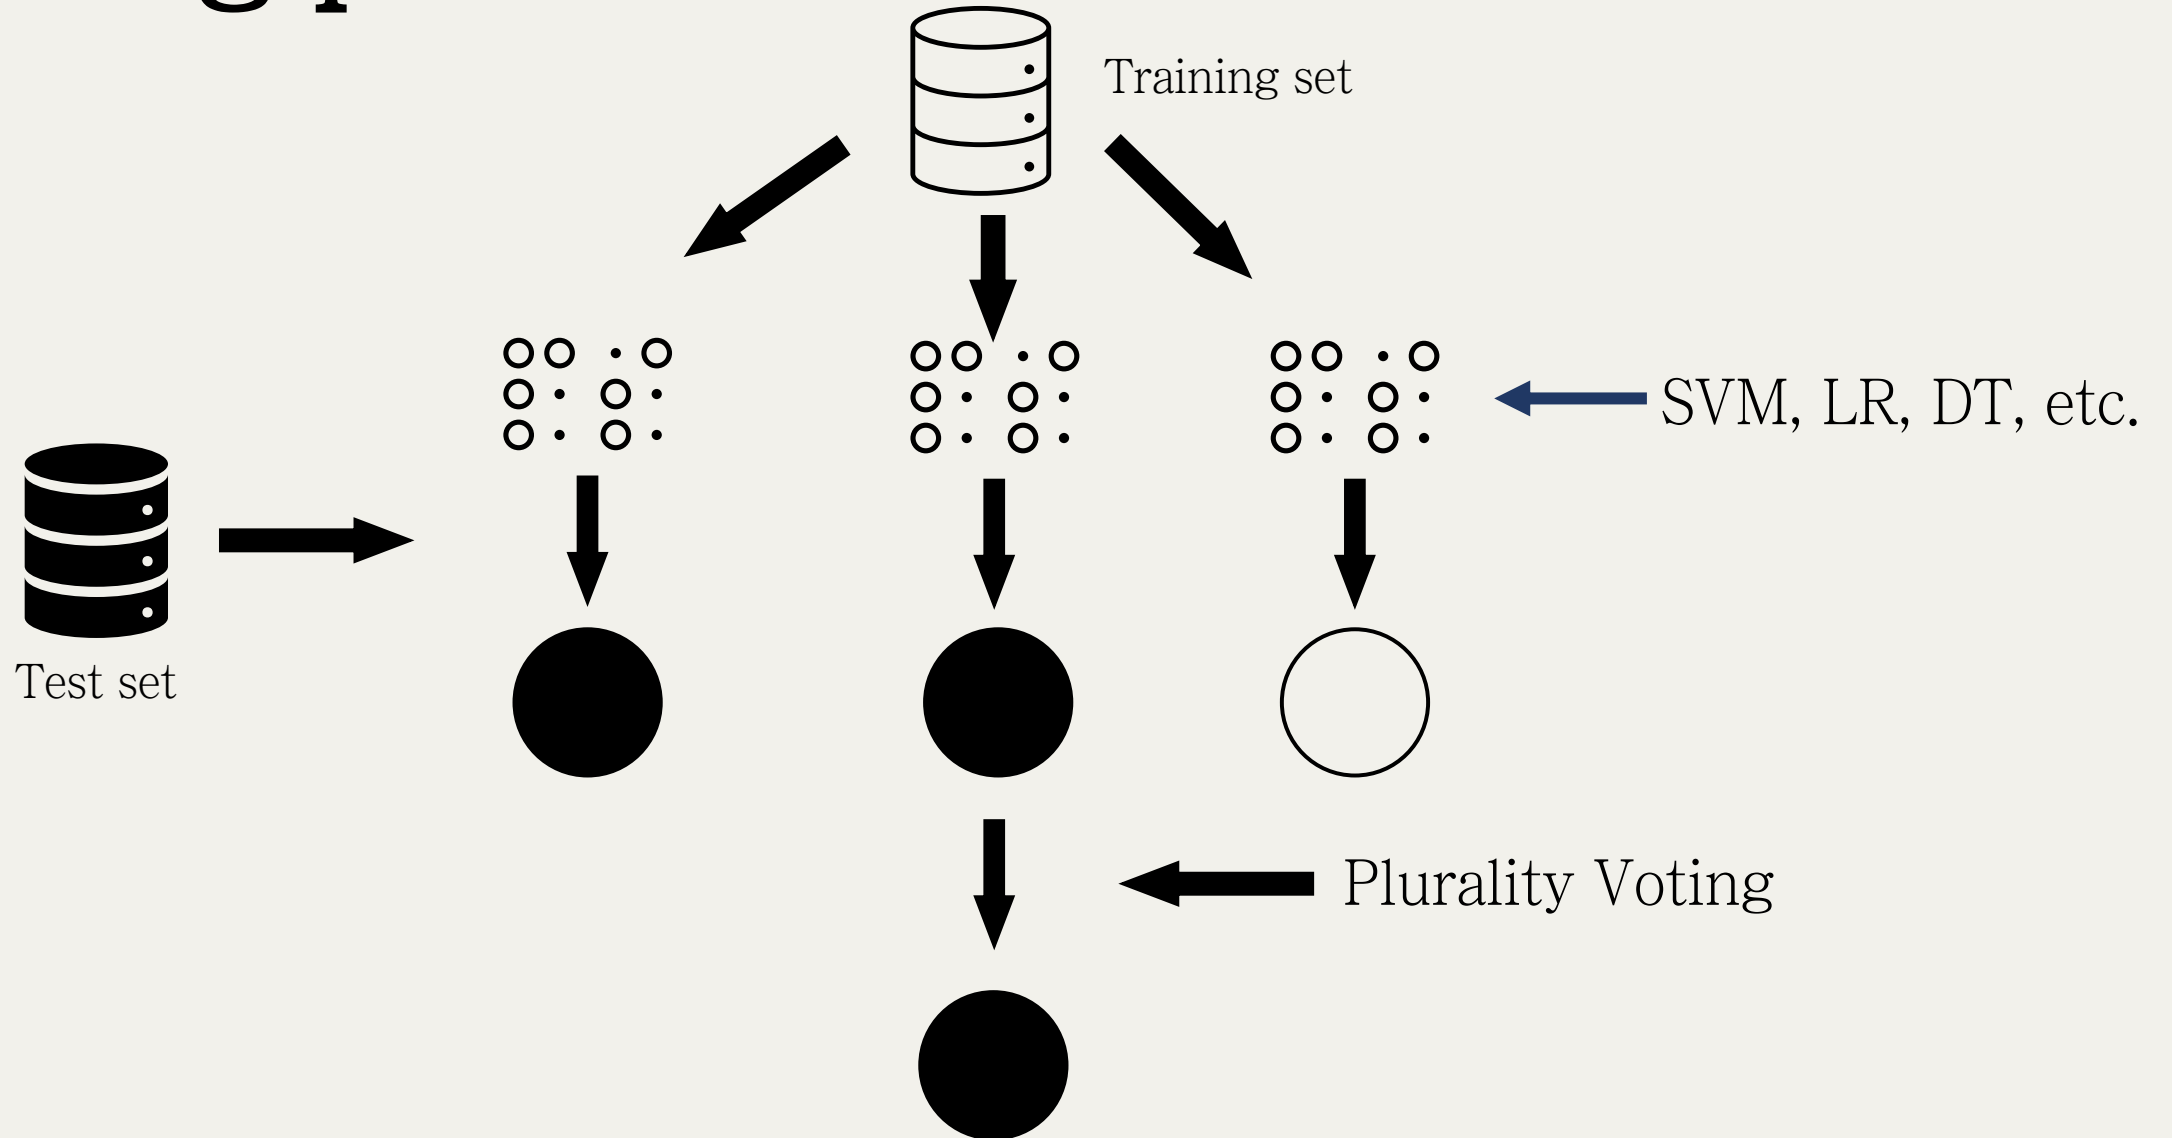 Training set
SVM, LR, DT, etc.
Test set
Plurality Voting